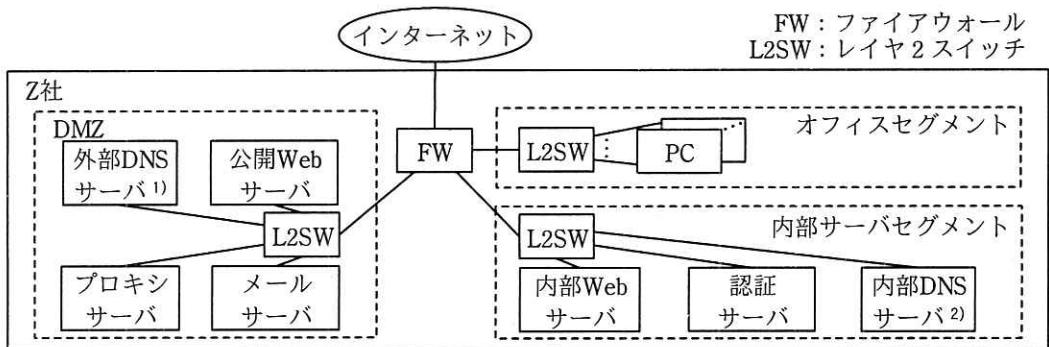 インターネット
FW:ファイアウォール
L2SW:レイヤ2スイッチ
Z社
DMZ
外部DNS
サーバ 1)
公開Web
サーバ
L2SW
プロキシ
サーバ
メール
サーバ
FW
L2SW
PC
オフィスセグメント
L2SW
内部サーバセグメント
内部Web
サーバ
認証
サーバ
内部DNS
サーバ 2)